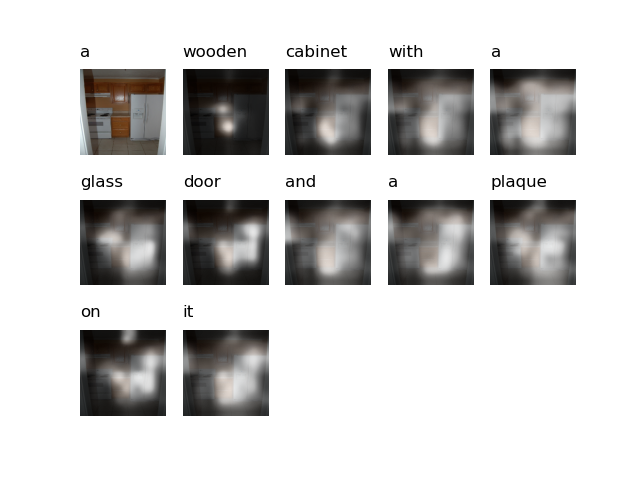 a wooden cabinet with a
glass door and a plaque
on it